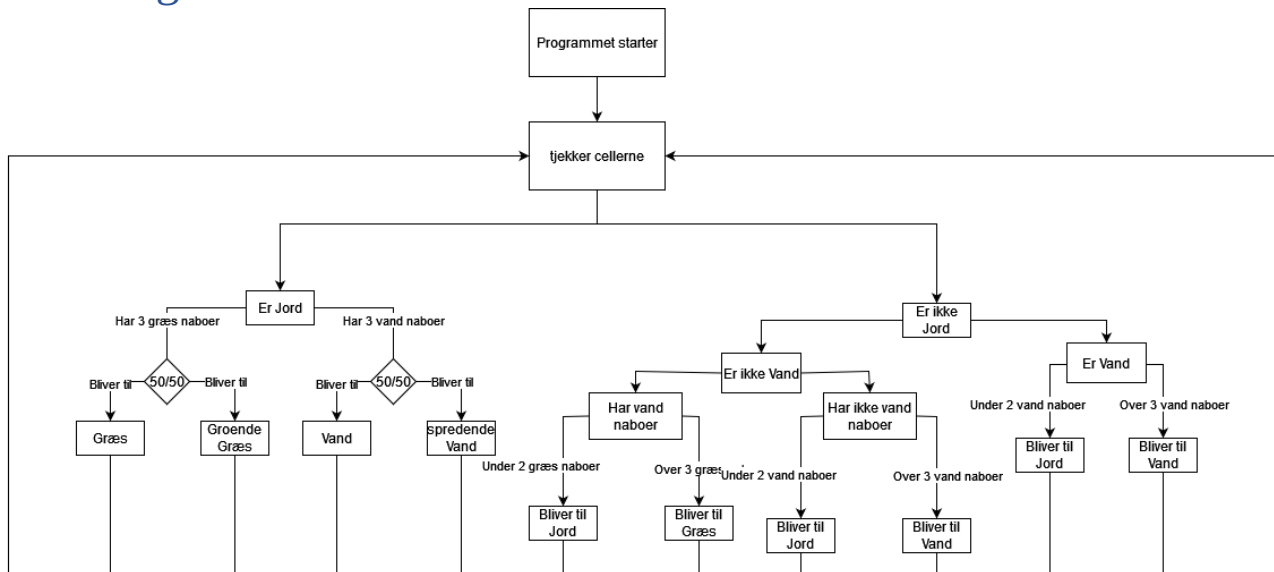 Programmet starter
tjekker cellerne
Er Jord
Har 3 græs naboer
Har 3 vand naboer
Er ikke
Jord
Er ikke Vand
Er Vand
50/50
50/50
Bliver til
Bliver til
Bliver til
Bliver til
Græs
Groende
Græs
Vand
spredende
Vand
Har vand
naboer
Har ikke vand
naboer
Under 2 vand naboer
Over 3 vand naboer
Bliver til
Jord
Bliver til
Vand
Under 2 græs naboer
Over 3 græs
Under 2 vand naboer
Over 3 vand naboer
Bliver til
Jord
Bliver til
Græs
Bliver til
Jord
Bliver til
Vand